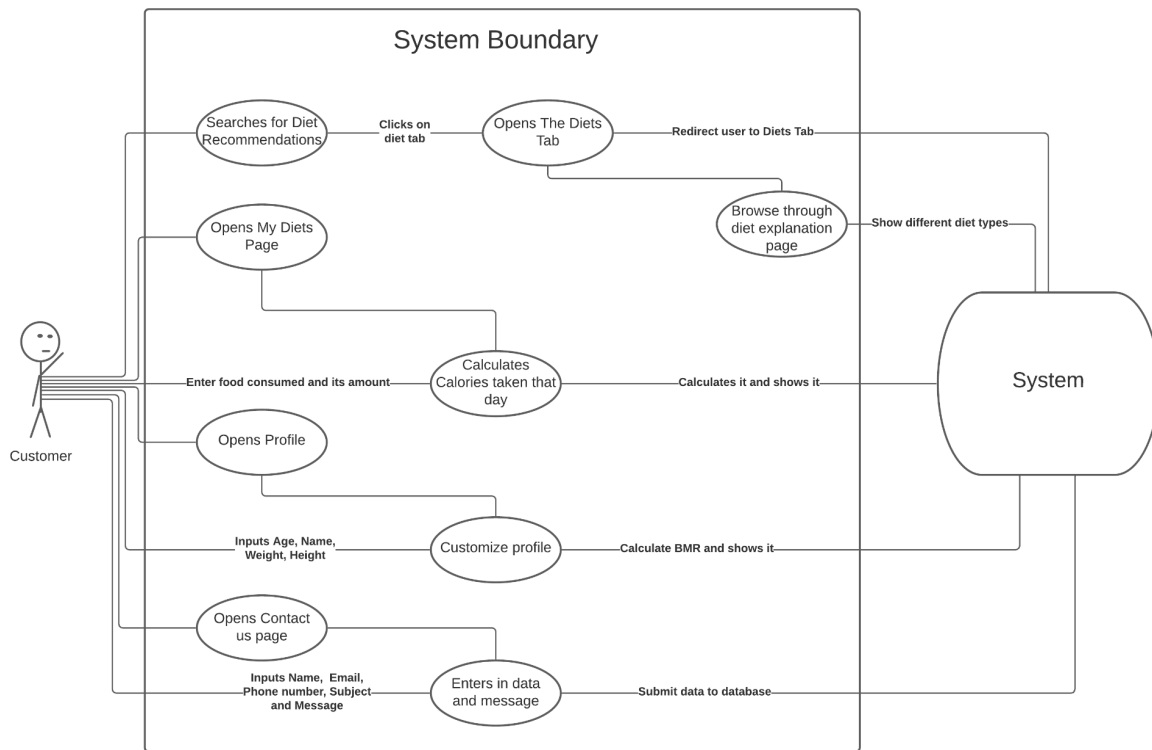 System Boundary
Searches for Diet
Recommendations
Clicks on
diet tab
Opens The Diets
Tab
Redirect user to Diets Tab
Opens My Diets
Page
Browse through
diet explanation
page
Show different diet types
Customer
Enter food consumed and its amount
Calculates
Calories taken that
day
Calculates it and shows it
System
Opens Profile
Inputs Age, Name,
Weight, Height
Customize profile
Calculate BMR and shows it
Opens Contact
us page
Inputs Name,  Email,
Phone number, Subject
and Message
Enters in data
and message
Submit data to database